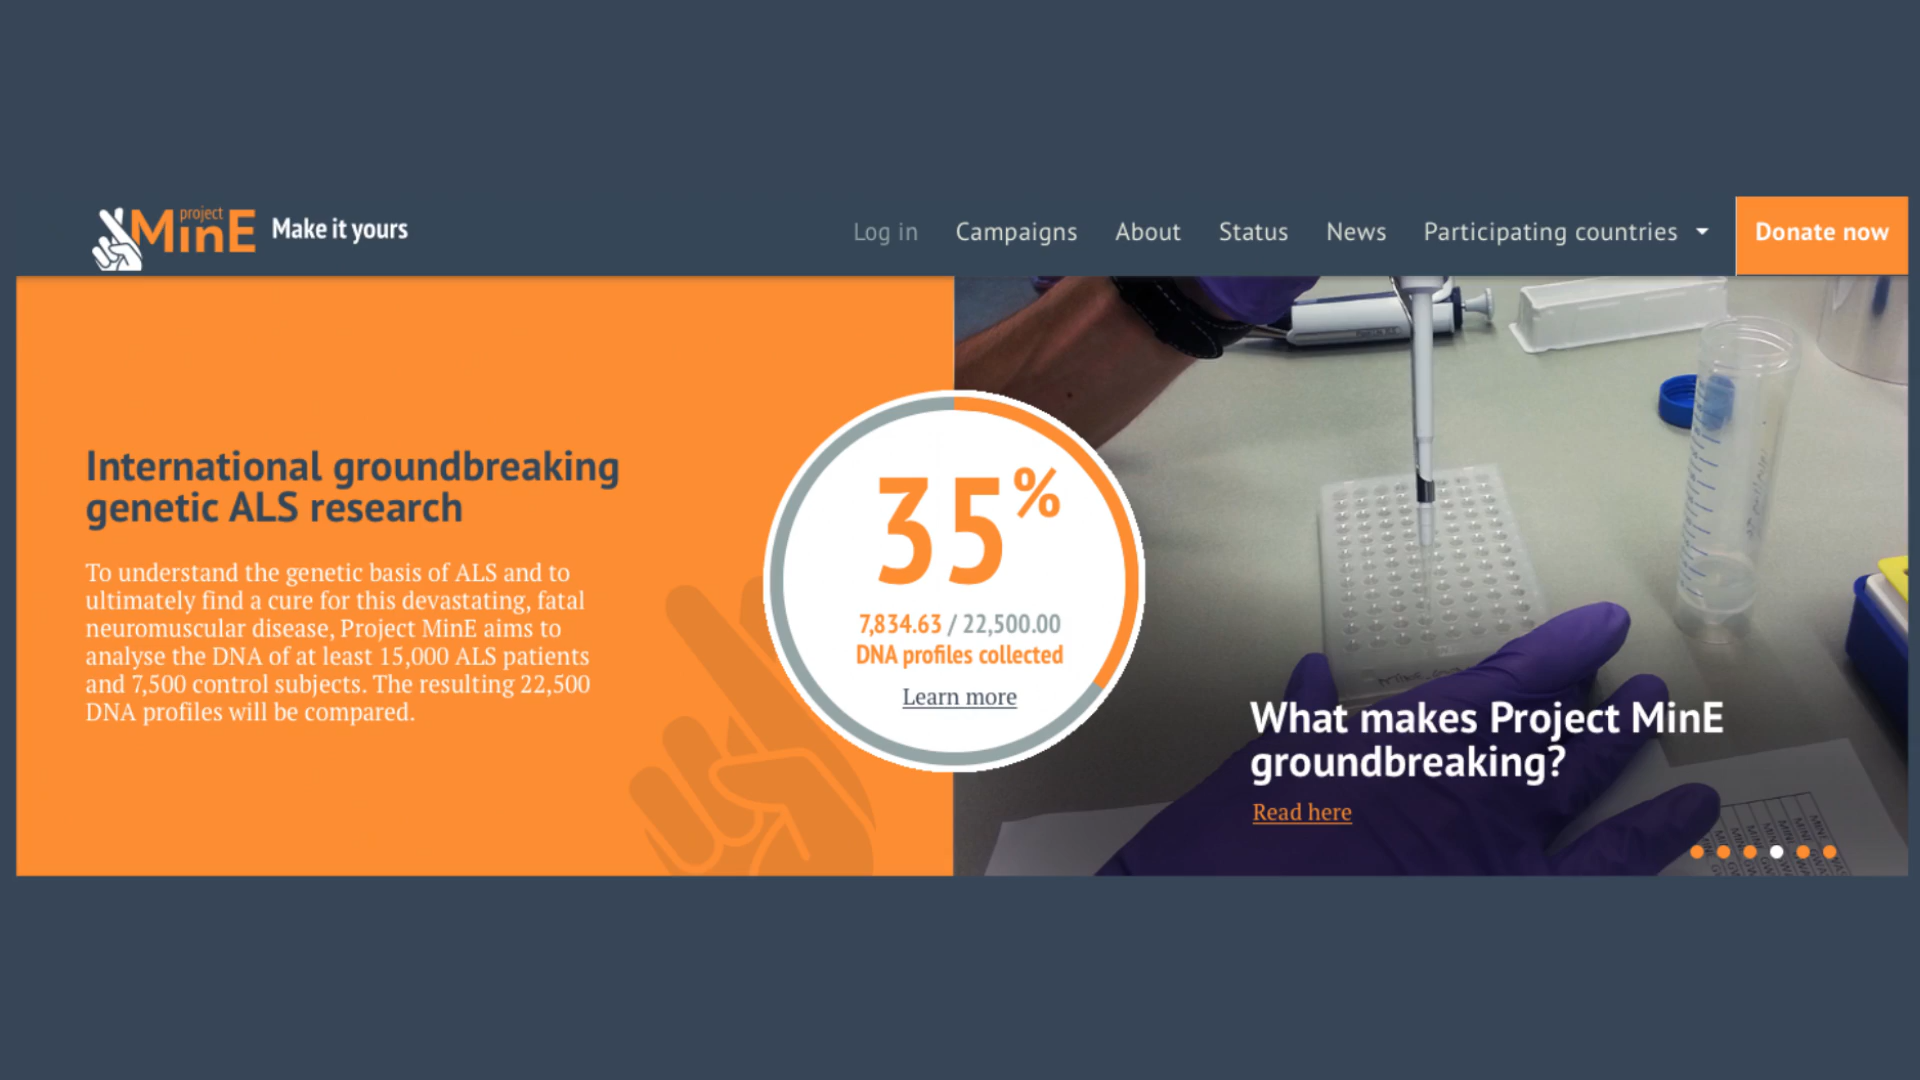 project
MinE
Make it yours
Log in
Campaigns
About
Status
News
Participating countries
Donate now
International groundbreaking
genetic ALS research
To understand the genetic basis of ALS and to
ultimately find a cure for this devastating, fatal
neuromuscular disease, Project MinE aims to
analyse the DNA of at least 15,000 ALS patients
and 7,500 control subjects. The resulting 22,500
DNA profiles will be compared.
35%
7,834.63 / 22,500.00
DNA profiles collected
Learn more
What makes Project MinE
groundbreaking?
Read here